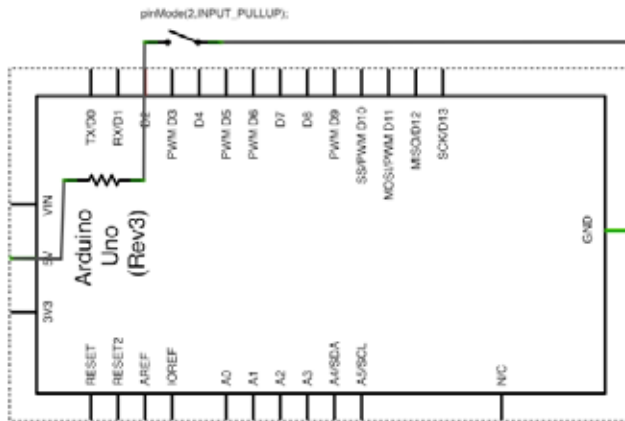 pinMode(2,INPUT_PULLUP);
TX/D0
RX/D1
D2
PWM D3
D4
PWM D5
PWM D6
D7
D8
PWM D9
SS/PWM D10
MOSI/PWM D11
MISO/D12
SCK/D13
VIN
5V
3V3
Arduino
Uno
(Rev3)
GND
RESET
RESET2
AREF
IOREF
A0
A1
A2
A3
A4/SDA
A5/SCL
N/C